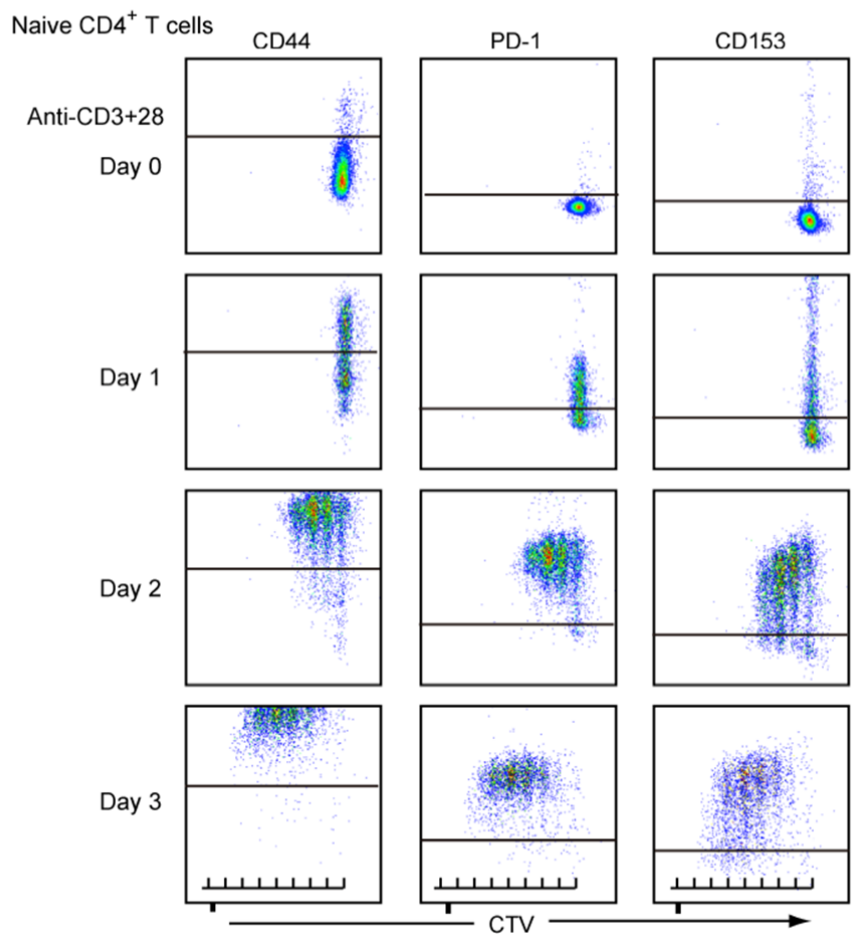 Naive CD4+ T cells
CD44 PD-1 CD153
Anti-CD3+28
Day 0
Day 1
Day 2
Day 3
CTV